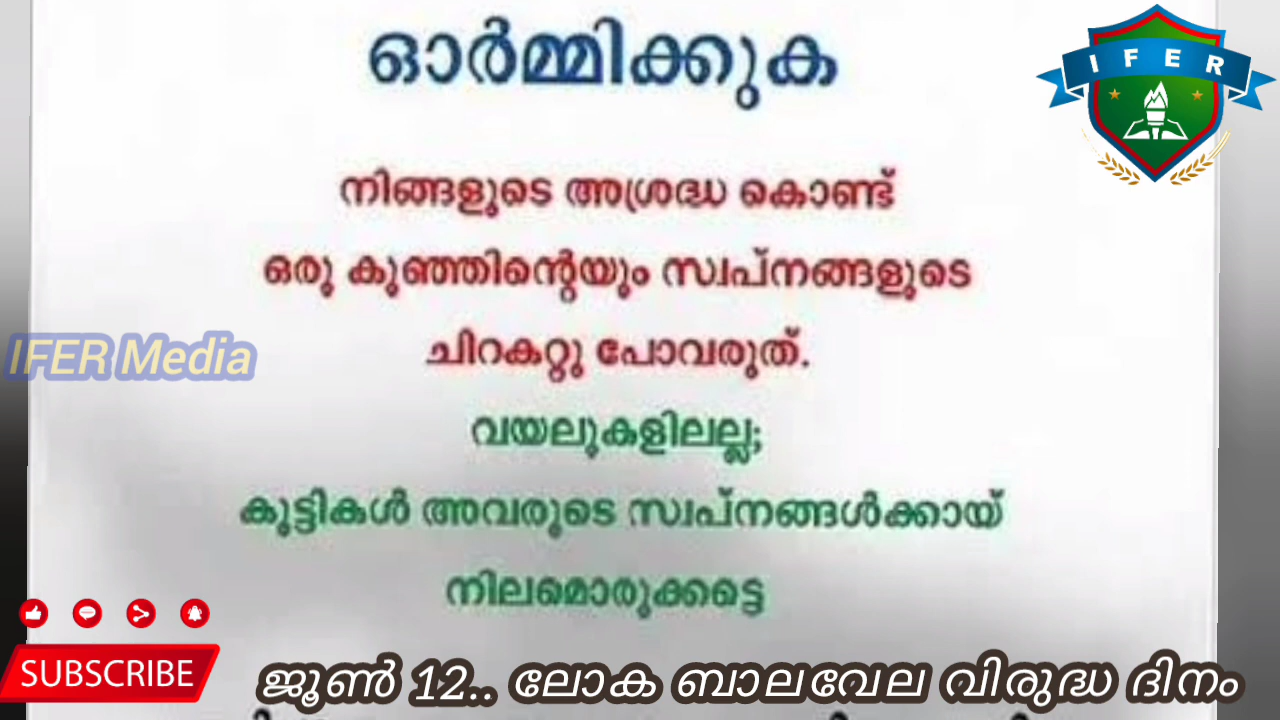 ഓർമ്മിക്കുക
IFER
നിങ്ങളുടെ അശ്രദ്ധ കൊണ്ട്
ഒരു കുഞ്ഞിന്റെയും സ്വപ്നങ്ങളുടെ
ചിറകറ്റു പോവരുത്.
IFER Media
വയലുകളിലല്ല;
കുട്ടികൾ അവരുടെ സ്വപ്നങ്ങൾക്കായ്
നിലമൊരുക്കട്ടെ
SUBSCRIBE
ജൂൺ 12.. ലോക ബാലവേല വിരുദ്ധ ദിനം